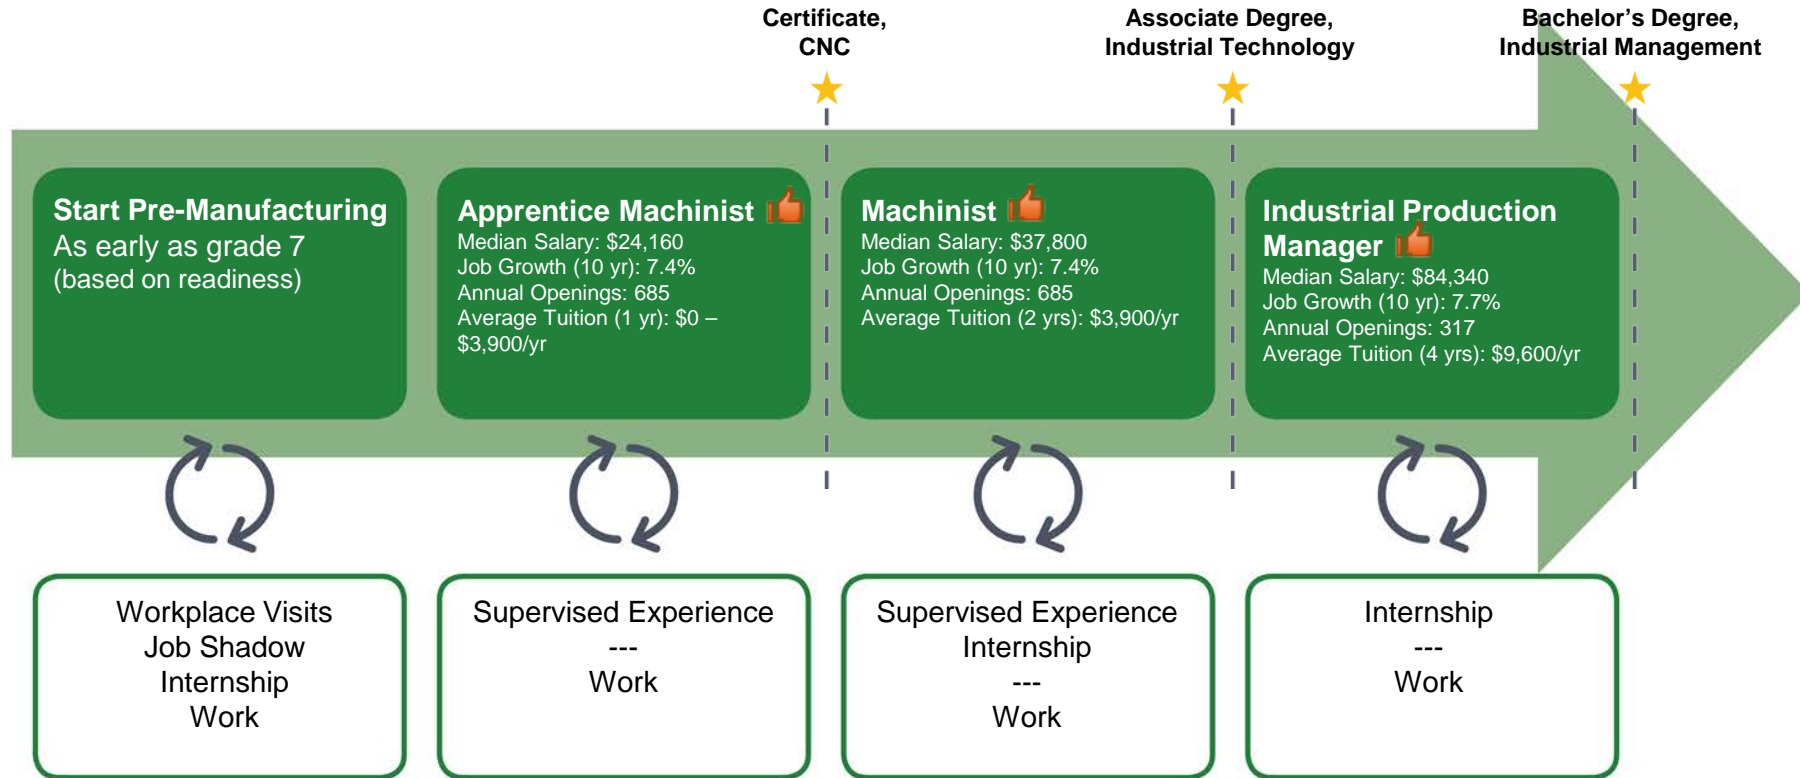 Certificate,
CNC
Associate Degree,
Industrial Technology
Bachelor’s Degree,
Industrial Management
Start Pre-Manufacturing
As early as grade 7
(based on readiness)
Apprentice Machinist
Median Salary: $24,160
Job Growth (10 yr): 7.4%
Annual Openings: 685
Average Tuition (1 yr): $0 –
$3,900/yr
Machinist
Median Salary: $37,800
Job Growth (10 yr): 7.4%
Annual Openings: 685
Average Tuition (2 yrs): $3,900/yr
Industrial Production
Manager
Median Salary: $84,340
Job Growth (10 yr): 7.7%
Annual Openings: 317
Average Tuition (4 yrs): $9,600/yr
Workplace Visits
Job Shadow
Internship
Work
Supervised Experience
---
Work
Supervised Experience
Internship
---
Work
Internship
---
Work